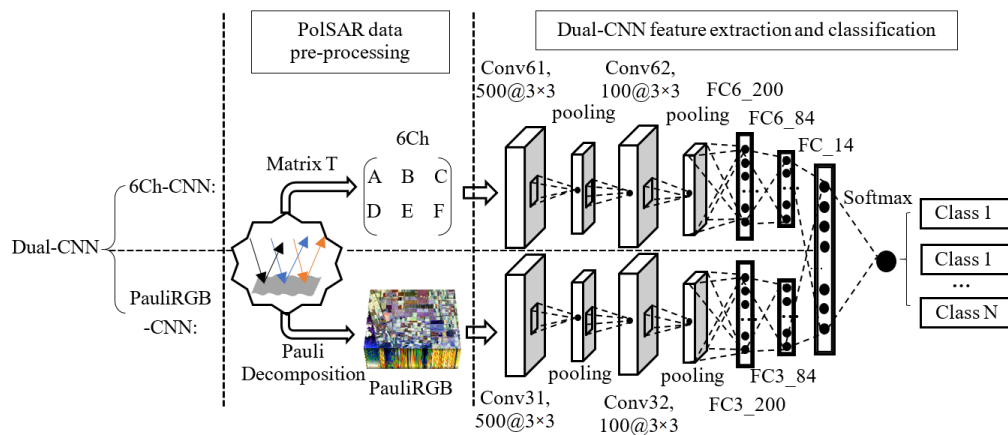 PolSAR data
pre-processing
Dual-CNN feature extraction and classification
Conv61,
500@3×3
Conv62,
100@3×3
pooling
pooling
FC6_200
FC6_84
FC_14
Matrix T
6Ch
A B C
D E F
6Ch-CNN:
Dual-CNN
PauliRGB
-CNN:
Softmax
Class 1
Class 1
...
Class N
Pauli
Decomposition
PauliRGB
pooling
pooling
Conv31,
500@3×3
Conv32,
100@3×3
FC3_84
FC3_200